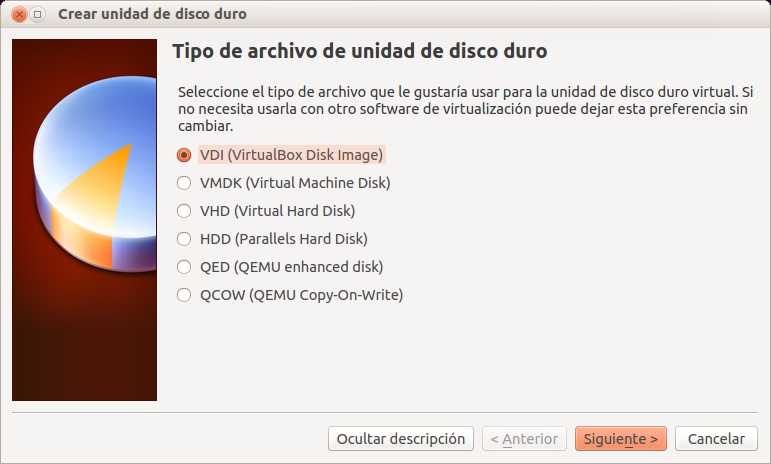 Crear unidad de disco duro
Tipo de archivo de unidad de disco duro
Seleccione el tipo de archivo que le gustaría usar para la unidad de disco duro virtual. Si
no necesita usarla con otro software de virtualización puede dejar esta preferencia sin
cambiar.
VDI (VirtualBox Disk Image)
VMDK (Virtual Machine Disk)
VHD (Virtual Hard Disk)
HDD (Parallels Hard Disk)
QED (QEMU enhanced disk)
QCOW (QEMU Copy-On-Write)
Ocultar descripción < Anterior Siguiente > Cancelar